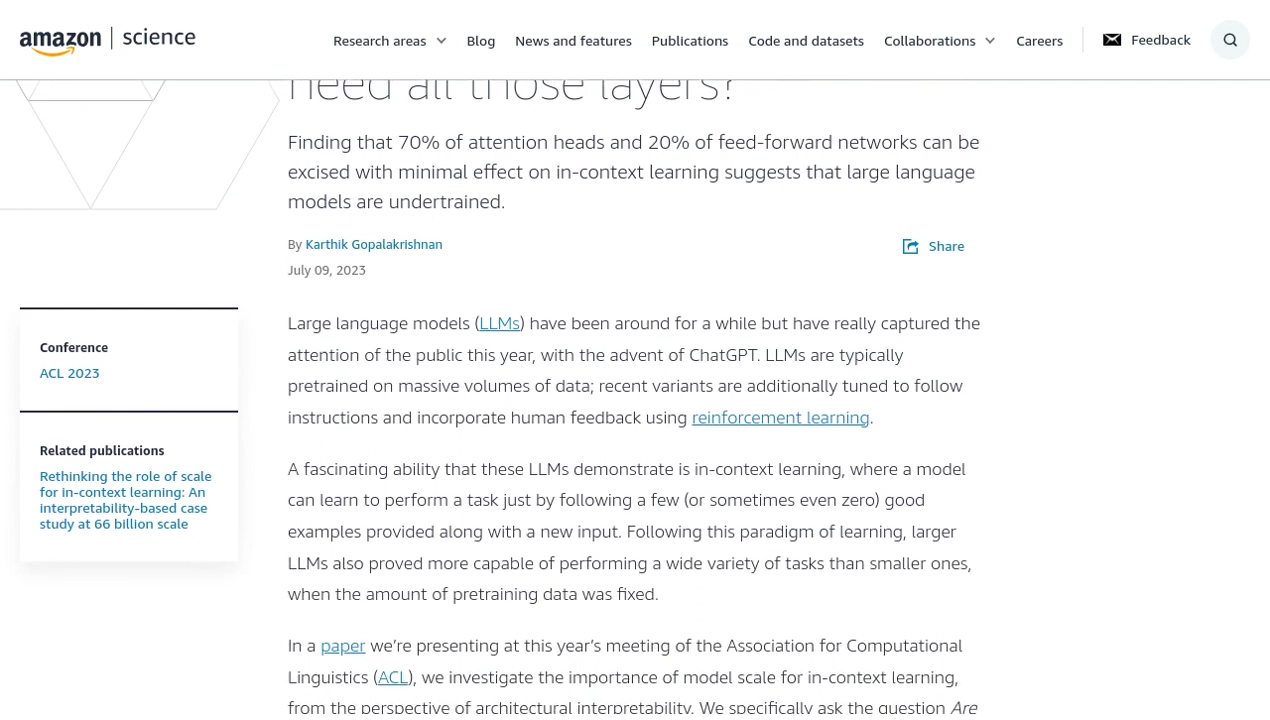 amazon | science
Research areas
Blog
News and features
Publications
Code and datasets
Collaborations
Careers
Feedback
need all those layers?
Finding that 70% of attention heads and 20% of feed-forward networks can be
excised with minimal effect on in-context learning suggests that large language
models are undertrained.
By Karthik Gopalakrishnan
Share
July 09, 2023
Conference
ACL 2023
Related publications
Rethinking the role of scale
for in-context learning: An
interpretability-based case
study at 66 billion scale
Large language models (LLMs) have been around for a while but have really captured the
attention of the public this year, with the advent of ChatGPT. LLMs are typically
pretrained on massive volumes of data; recent variants are additionally tuned to follow
instructions and incorporate human feedback using reinforcement learning.
A fascinating ability that these LLMs demonstrate is in-context learning, where a model
can learn to perform a task just by following a few (or sometimes even zero) good
examples provided along with a new input. Following this paradigm of learning, larger
LLMs also proved more capable of performing a wide variety of tasks than smaller ones,
when the amount of pretraining data was fixed.
In a paper we’re presenting at this year’s meeting of the Association for Computational
Linguistics (ACL), we investigate the importance of model scale for in-context learning,
from the perspective of architectural interpretability. We specifically ask the question Are